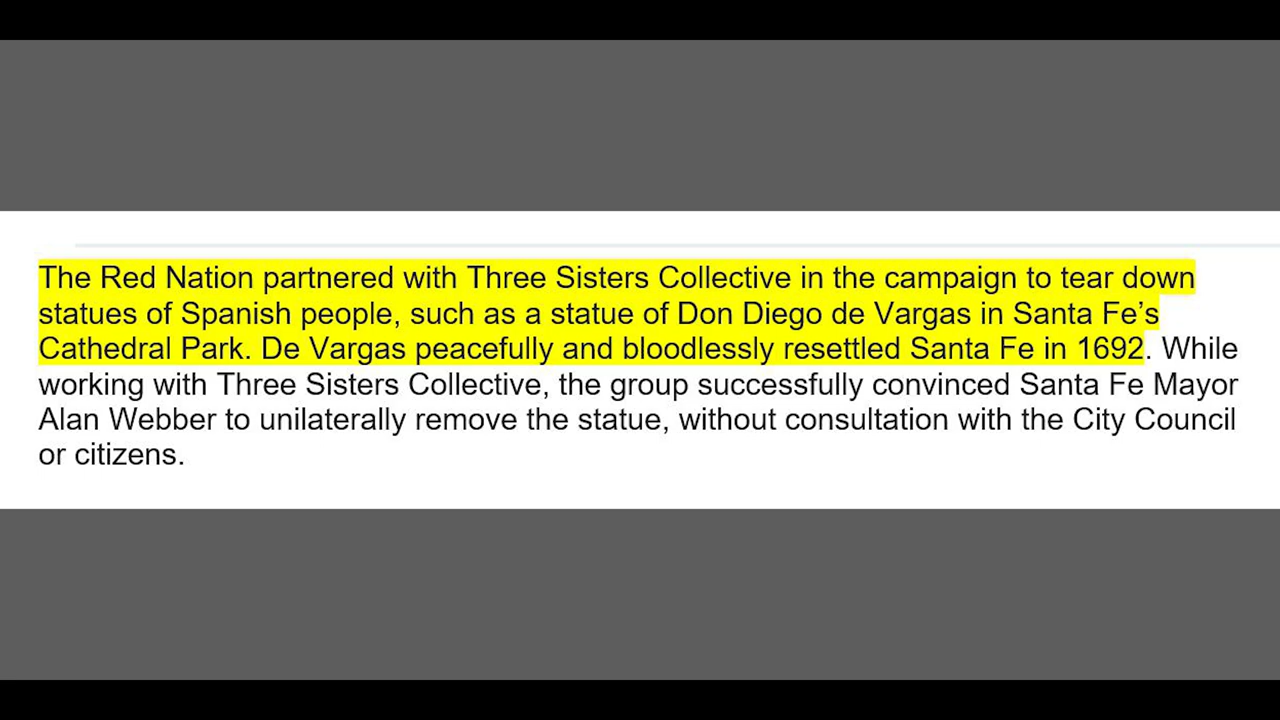 The Red Nation partnered with Three Sisters Collective in the campaign to tear down
statues of Spanish people, such as a statue of Don Diego de Vargas in Santa Fe’s
Cathedral Park. De Vargas peacefully and bloodlessly resettled Santa Fe in 1692. While
working with Three Sisters Collective, the group successfully convinced Santa Fe Mayor
Alan Webber to unilaterally remove the statue, without consultation with the City Council
or citizens.